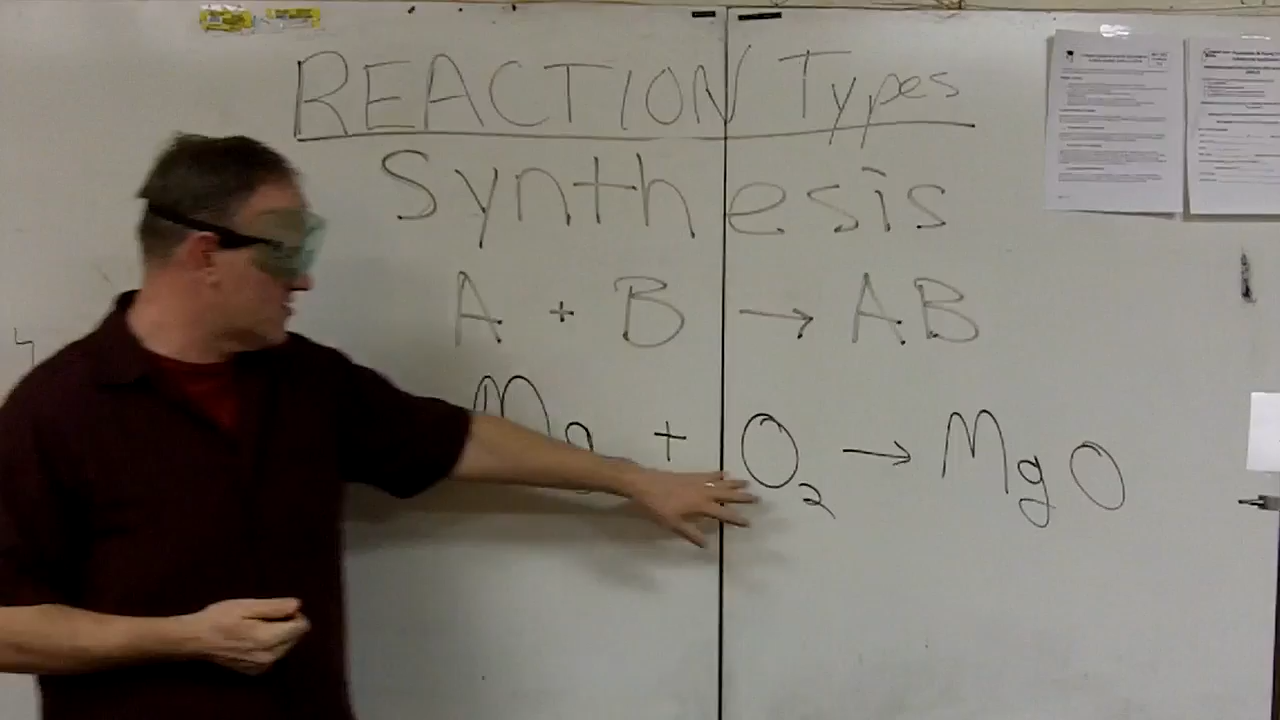 REACTION Types
Synthesis
A + B → AB
Mg + O₂ → MgO